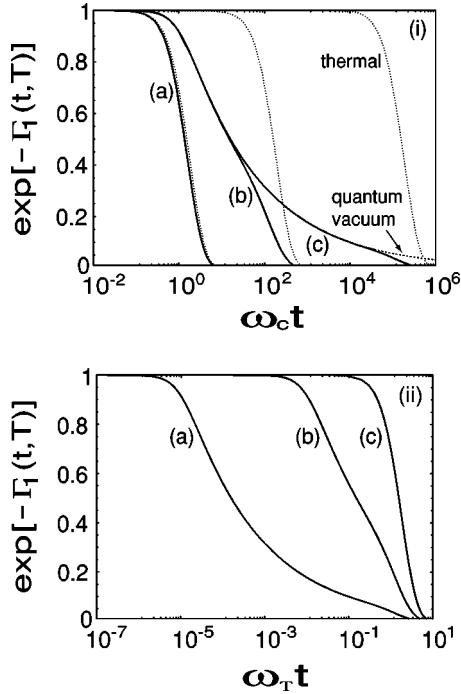 exp[-Γ₁(t,T)]
1
0.8
0.6
0.4
0.2
0
(i)
thermal
(a)
(b)
(c)
quantum
vacuum
10⁻² 10⁰ 10² 10⁴ 10⁶
ω_c t
exp[-Γ₁(t,T)]
1
0.8
0.6
0.4
0.2
0
(ii)
(a) (b) (c)
10⁻⁷ 10⁻⁵ 10⁻³ 10⁻¹ 10¹
ω_T t